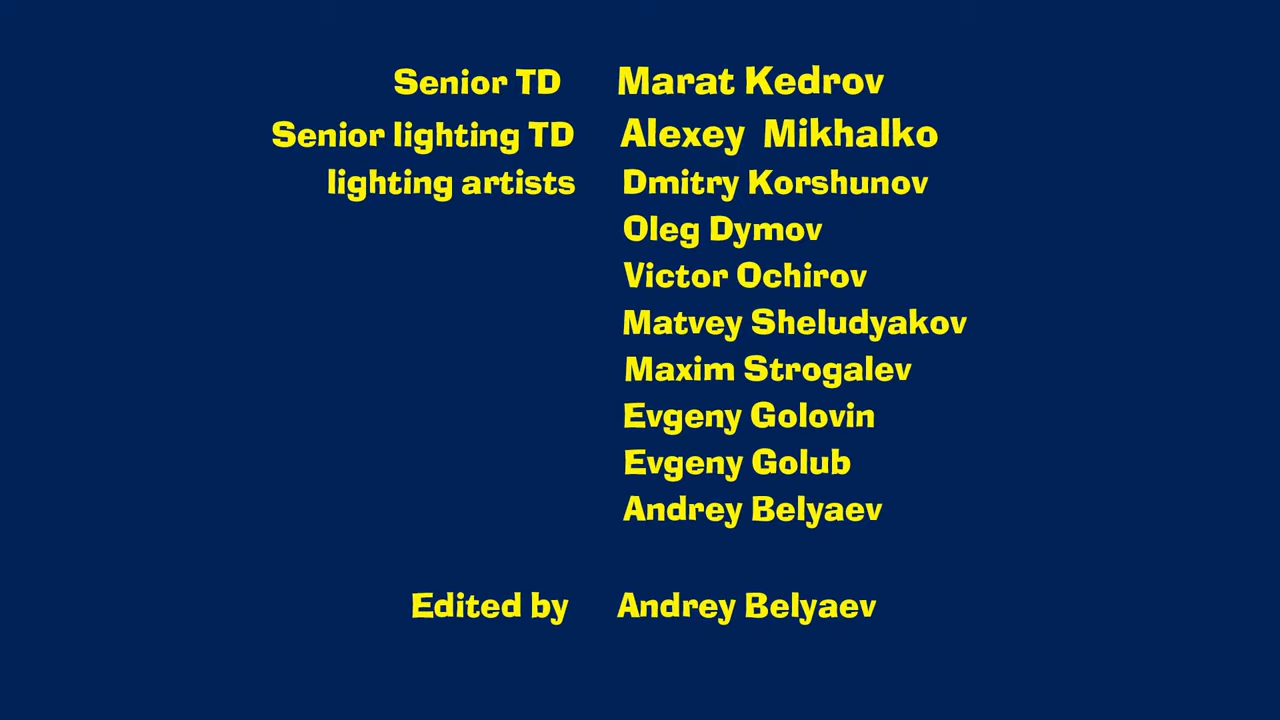 Senior TD Marat Kedrov
Senior lighting TD Alexey Mikhalko
lighting artists Dmitry Korshunov
Oleg Dymov
Victor Ochirov
Matvey Sheludyakov
Maxim Strogalev
Evgeny Golovin
Evgeny Golub
Andrey Belyaev
Edited by Andrey Belyaev